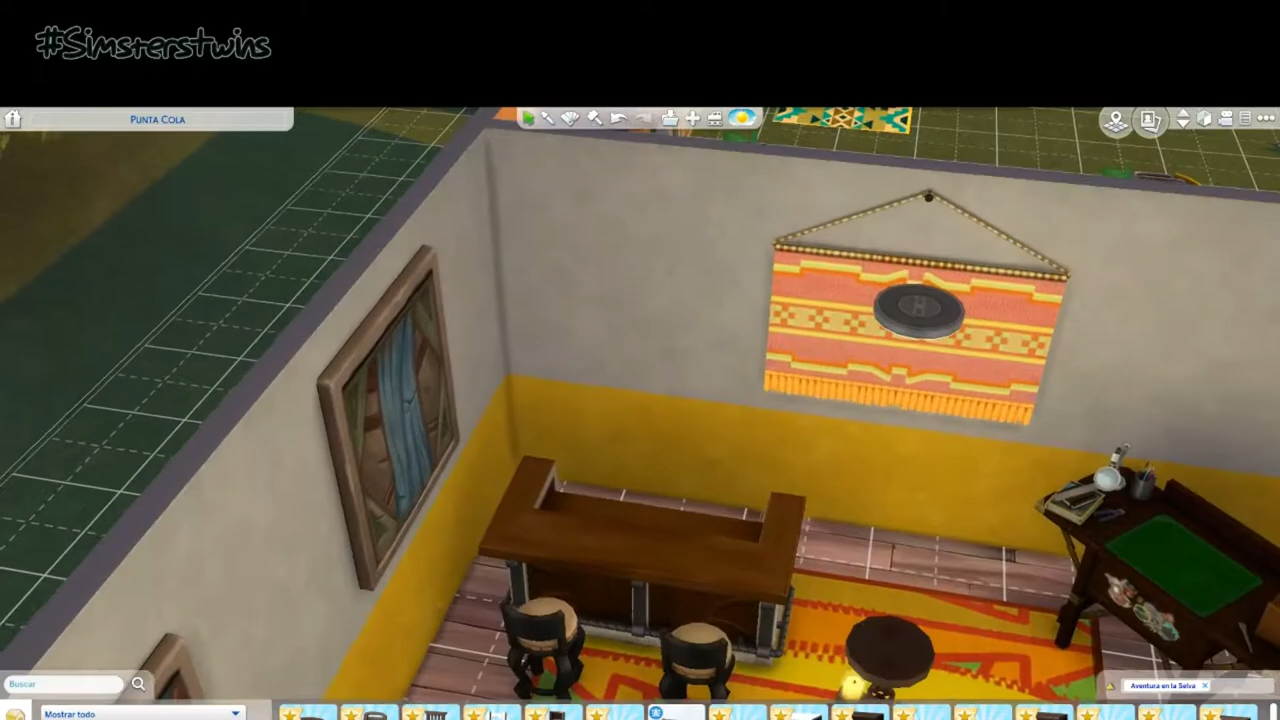 #Simsterstwins
PUNTA COLA
Buscar
Aventura en la Selva
Mostrar todo